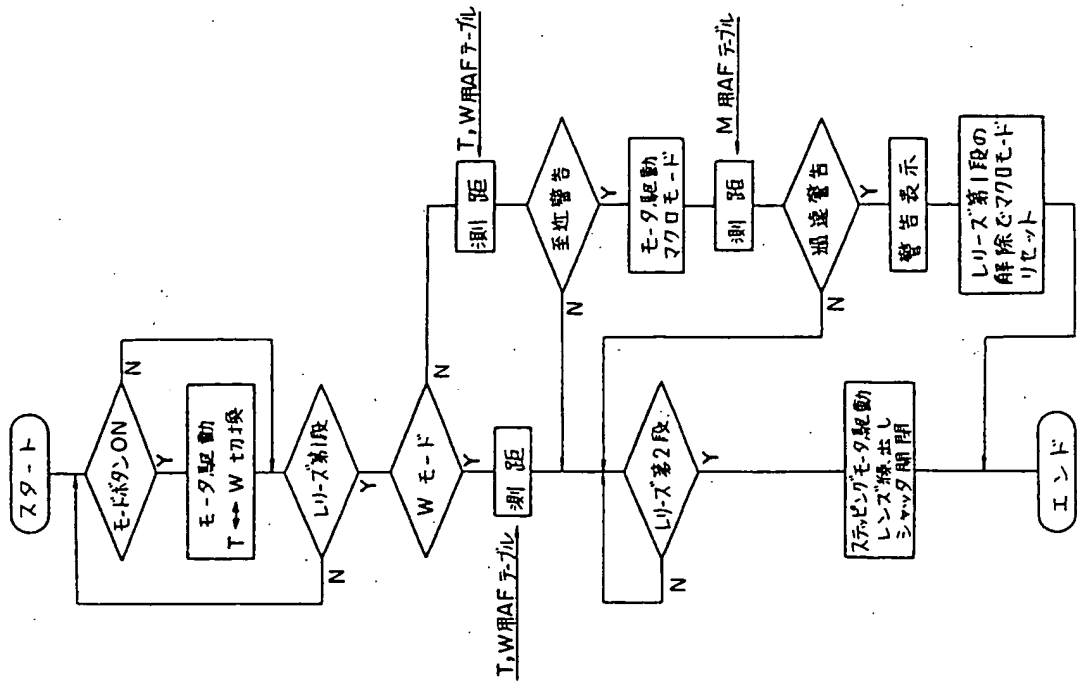 スタート
モードボタンON
Y
N
モータ駆動
T↔W切換
レリーズ第1段
Y
N
Wモード
Y
N
測距
T,W用AFテーブル
測距
T,W用AFテーブル
至近警告
Y
N
モータ駆動
マクロモード
測距
M用AFテーブル
過遠警告
Y
N
警告表示
レリーズ第1段の
解除でマクロモード
リセット
レリーズ第2段
Y
N
ステッピングモータ駆動
レンズ繰出し
シャッタ開閉
エンド